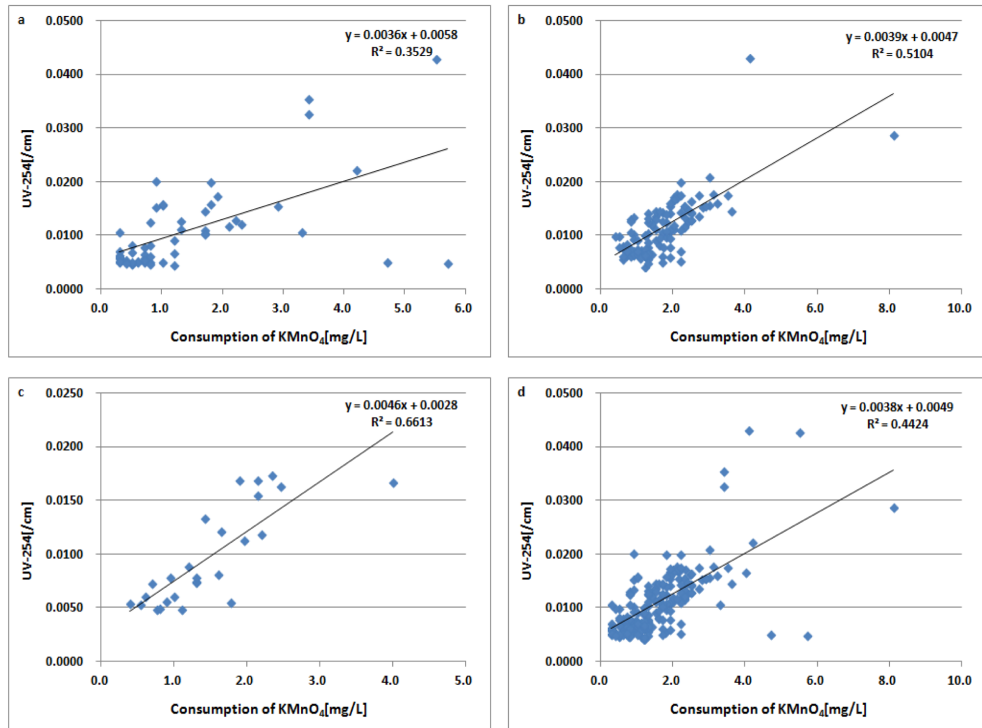 a
y = 0.0036x + 0.0058
R² = 0.3529
0.0500
0.0400
0.0300
0.0200
0.0100
0.0000
UV-254[/cm]
0.0 1.0 2.0 3.0 4.0 5.0 6.0
Consumption of KMnO₄[mg/L]
b
y = 0.0039x + 0.0047
R² = 0.5104
0.0500
0.0400
0.0300
0.0200
0.0100
0.0000
UV-254[/cm]
0.0 2.0 4.0 6.0 8.0 10.0
Consumption of KMnO₄[mg/L]
c
y = 0.0046x + 0.0028
R² = 0.6613
0.0250
0.0200
0.0150
0.0100
0.0050
0.0000
UV-254[/cm]
0.0 1.0 2.0 3.0 4.0 5.0
Consumption of KMnO₄[mg/L]
d
y = 0.0038x + 0.0049
R² = 0.4424
0.0500
0.0400
0.0300
0.0200
0.0100
0.0000
UV-254[/cm]
0.0 2.0 4.0 6.0 8.0 10.0
Consumption of KMnO₄[mg/L]